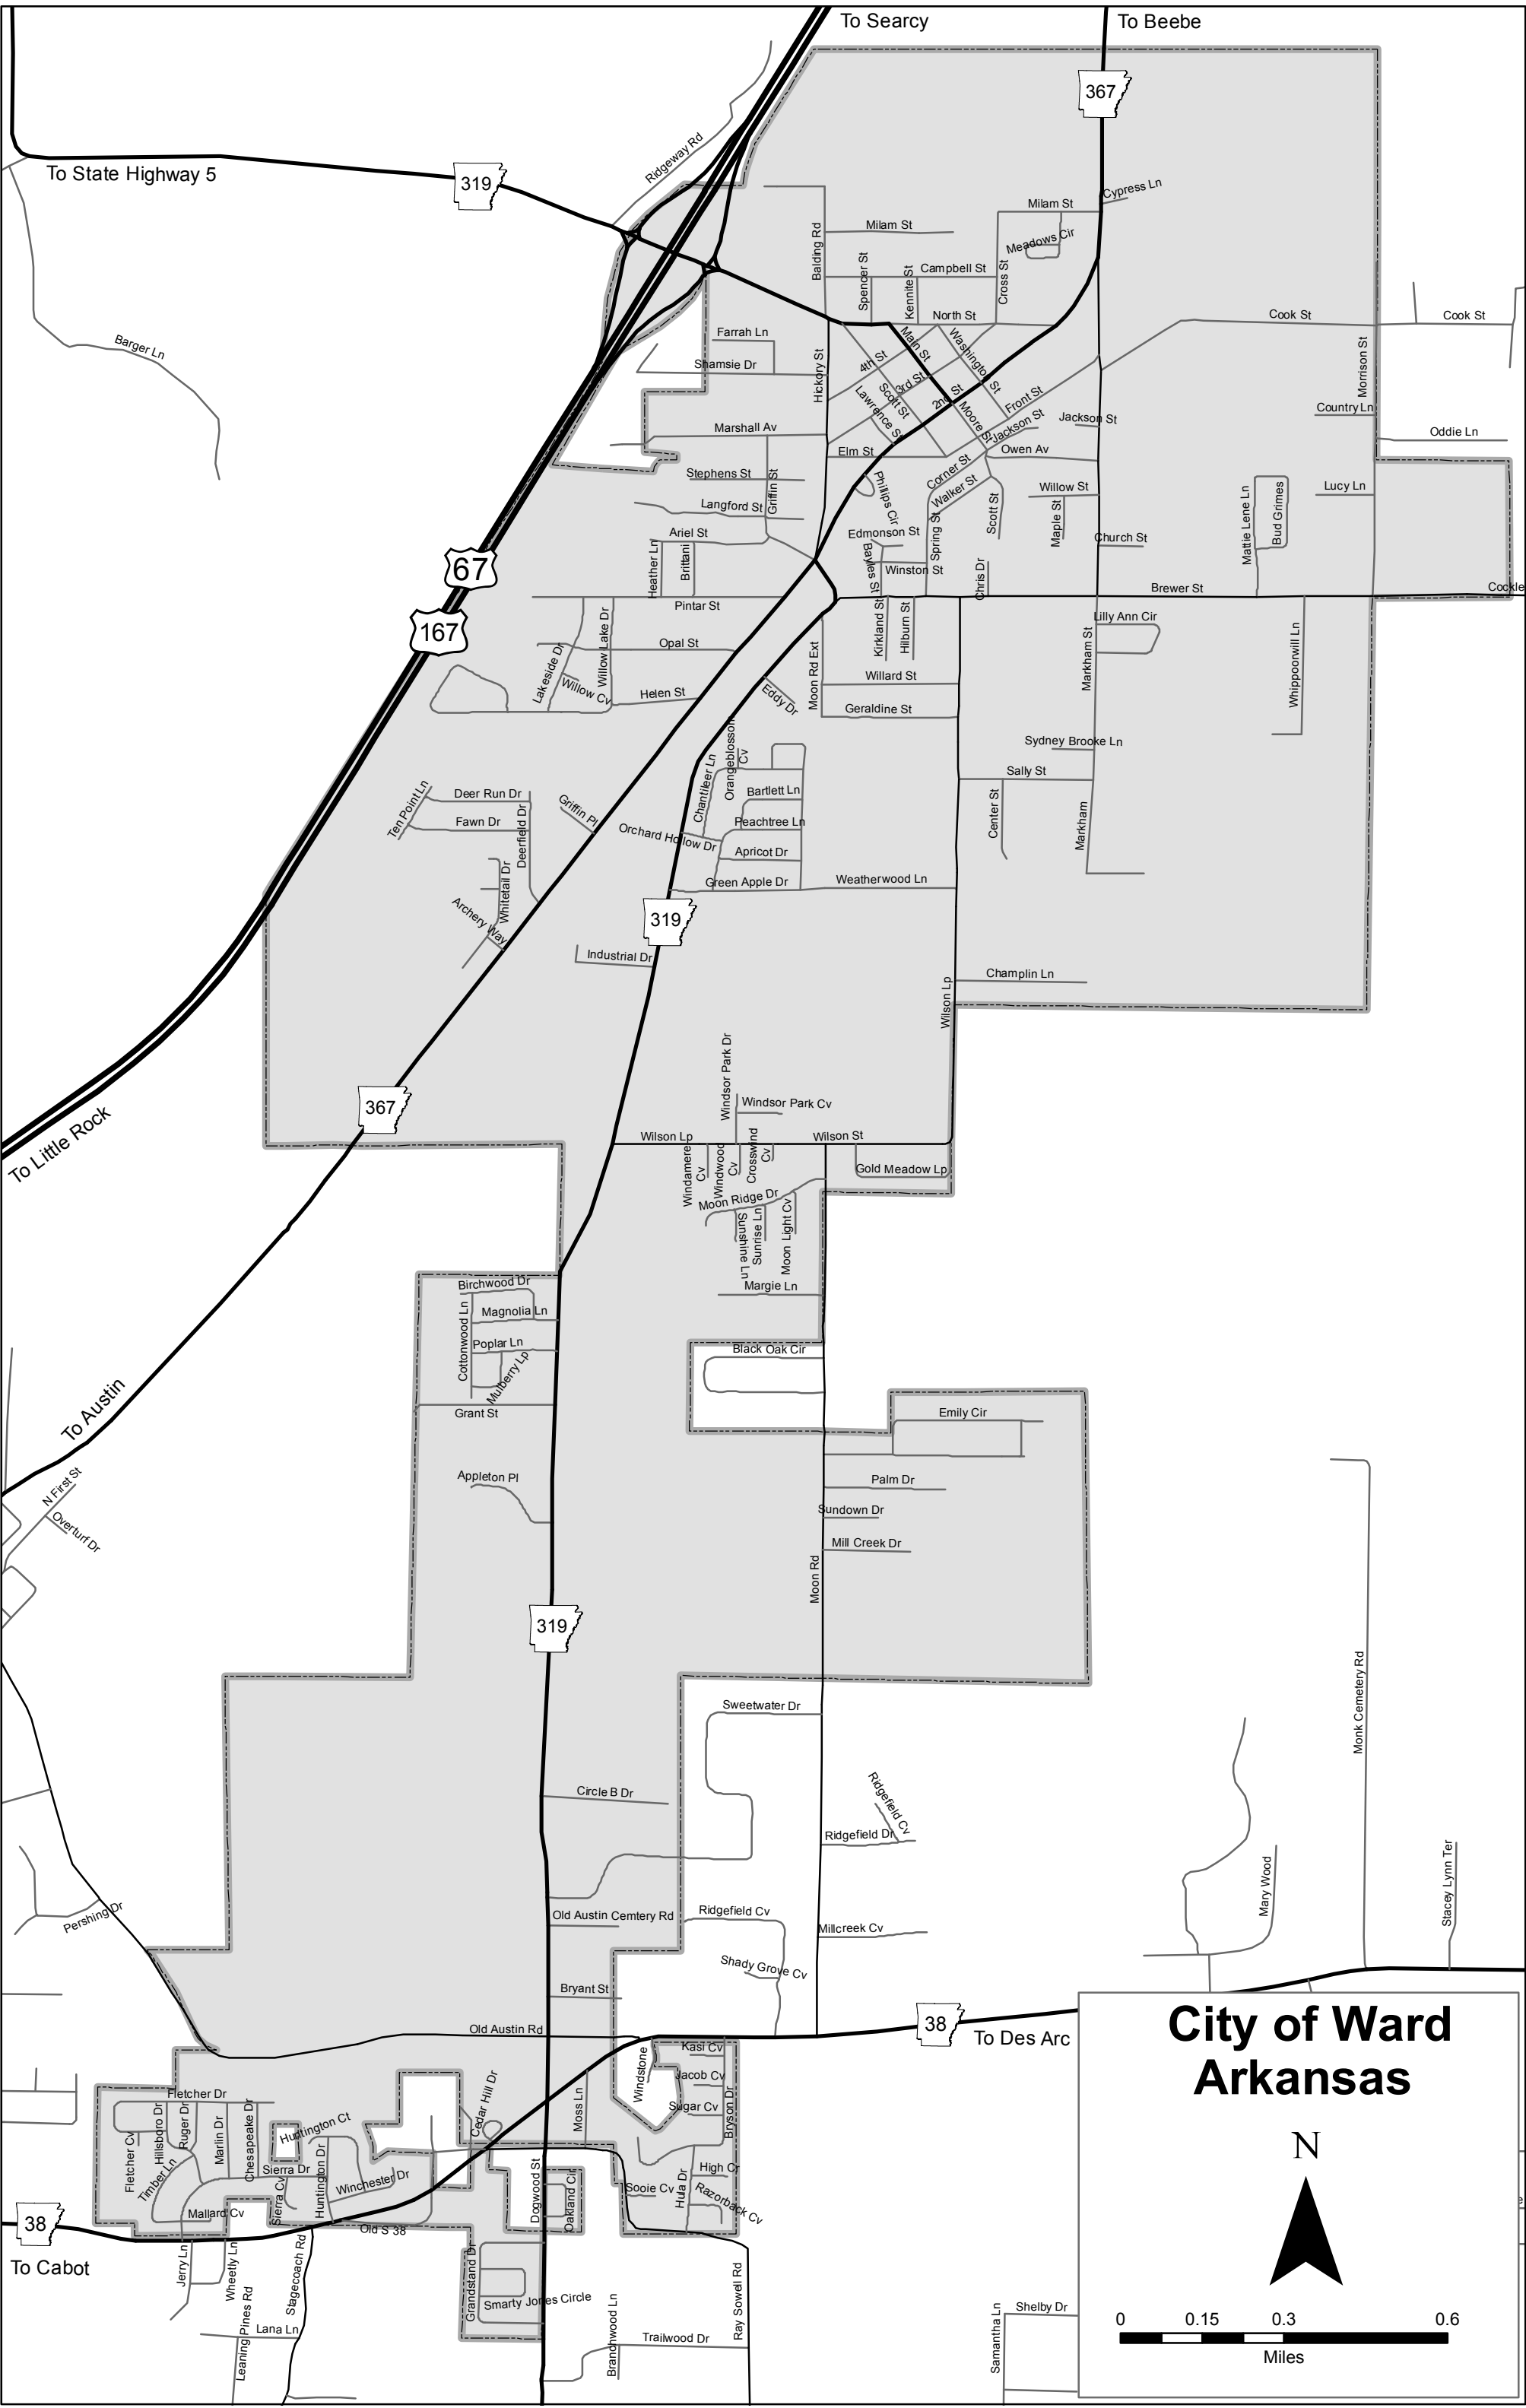 To Searcy
To Beebe
367
To State Highway 5
319
Ridgeway Rd
Cypress Ln
Milam St
Milam St
Meadows Cir
Balding Rd
Spencer St
Kennite St
Campbell St
Cross St
North St
Cook St
Cook St
Barger Ln
Farrah Ln
Shamsie Dr
Hickory St
4th St
Main St
Washington St
3rd St
Scott St
2nd St
Lawrence S
Moore St
Front St
Morrison St
Country Ln
Oddie Ln
Jackson St
Jackson St
Marshall Av
Elm St
Owen Av
Stephens St
Griffin St
Corner St
Walker St
Phillips Cir
Willow St
Lucy Ln
Langford St
Scott St
Maple St
Mattie Lene Ln
Bud Grimes
Ariel St
Edmonson St
Spring St
Church St
67
Heather Ln
Brittani
Bayles St
Winston St
Chris Dr
Brewer St
Cockle
Pintar St
167
Kirkland St
Hilburn St
Lilly Ann Cir
Opal St
Willow Lake Dr
Lakeside Dr
Willow Cv
Helen St
Moon Rd Ext
Willard St
Markham St
Whippoorwill Ln
Eddy Dr
Geraldine St
Sydney Brooke Ln
Orangeblossom
Cv
Chantileer Ln
Sally St
Ten Point Ln
Deer Run Dr
Fawn Dr
Deerfield Dr
Griffin Pl
Bartlett Ln
Peachtree Ln
Orchard Hollow Dr
Apricot Dr
Center St
Markham
Green Apple Dr
Weatherwood Ln
Whitetail Dr
Archery Way
319
Industrial Dr
Champlin Ln
Wilson Lp
Windsor Park Dr
Windsor Park Cv
367
To Little Rock
Wilson Lp
Wilson St
Windamere
Cv
Windwood
Cv
Crosswind
Cv
Gold Meadow Lp
Moon Ridge Dr
Sunshine Ln
Sunrise Ln
Moon Light Cv
Margie Ln
Birchwood Dr
Magnolia Ln
Cottonwood Ln
Poplar Ln
Mulberry Lp
Black Oak Cir
Grant St
Emily Cir
To Austin
Appleton Pl
Palm Dr
Sundown Dr
Mill Creek Dr
N First St
Overturf Dr
Moon Rd
319
Monk Cemetery Rd
Sweetwater Dr
Circle B Dr
Ridgefield Cv
Ridgefield Dr
Mary Wood
Stacey Lynn Ter
Pershing Dr
Old Austin Cemtery Rd
Ridgefield Cv
Millcreek Cv
Shady Grove Cv
Bryant St
Old Austin Rd
38
To Des Arc
Kasi Cv
Windstone
Jacob Cv
Sugar Cv
Bryson Dr
Moss Ln
Cedar Hill Dr
Fletcher Dr
Hillsboro Dr
Ruger Dr
Marlin Dr
Chesapeake Dr
Huntington Ct
Fletcher Cv
Timber Ln
Sierra Dr
Sierra Cv
Huntington Dr
Winchester Dr
Mallard Cv
Old S 38
Dogwood St
Oakland Cir
Sooie Cv
Hula Dr
High Cr
Razorback Cv
38
To Cabot
Jerry Ln
Wheetly Ln
Stagecoach Rd
Leaning Pines Rd
Lana Ln
Grandstand Dr
Smarty Jones Circle
Branchwood Ln
Trailwood Dr
Ray Sowell Rd
Samantha Ln
Shelby Dr
City of Ward
Arkansas
N
0 0.15 0.3 0.6
Miles